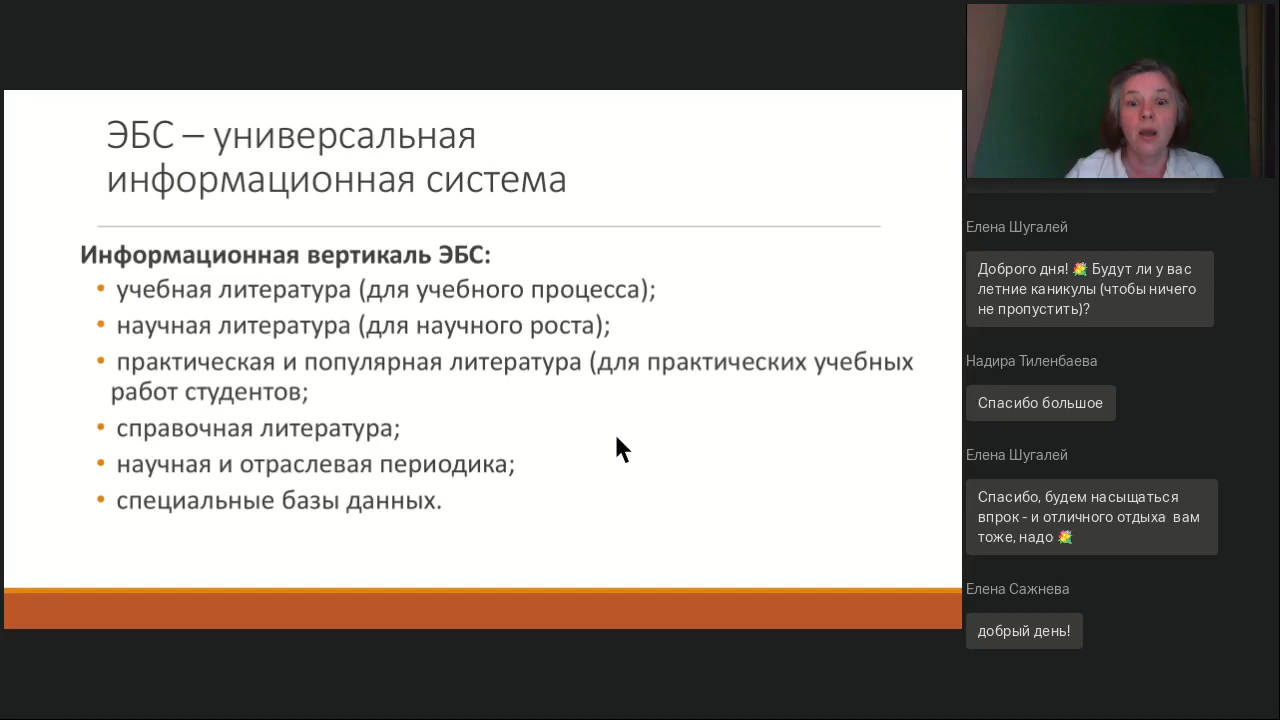 ЭБС – универсальная
информационная система
Информационная вертикаль ЭБС:
• учебная литература (для учебного процесса);
• научная литература (для научного роста);
• практическая и популярная литература (для практических учебных
работ студентов;
• справочная литература;
• научная и отраслевая периодика;
• специальные базы данных.
Елена Шугалей
Доброго дня! 💐 Будут ли у вас
летние каникулы (чтобы ничего
не пропустить)?
Надира Тиленбаева
Спасибо большое
Елена Шугалей
Спасибо, будем насыщаться
впрок - и отличного отдыха вам
тоже, надо 💐
Елена Сажнева
добрый день!